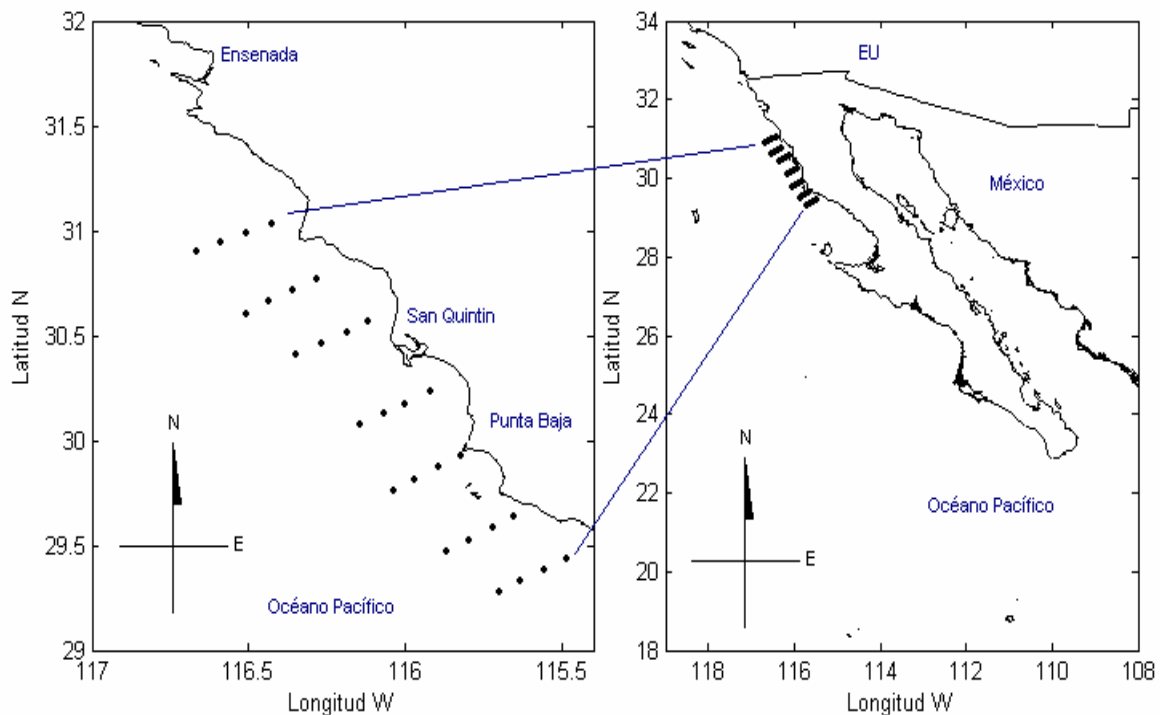 32
31.5
31
30.5
30
29.5
29
Latitud N
Ensenada
San Quintin
Punta Baja
N
E
Océano Pacífico
117
116.5
116
115.5
Longitud W
34
32
30
28
26
24
22
20
18
Latitud N
EU
México
N
E
Océano Pacífico
118
116
114
112
110
108
Longitud W